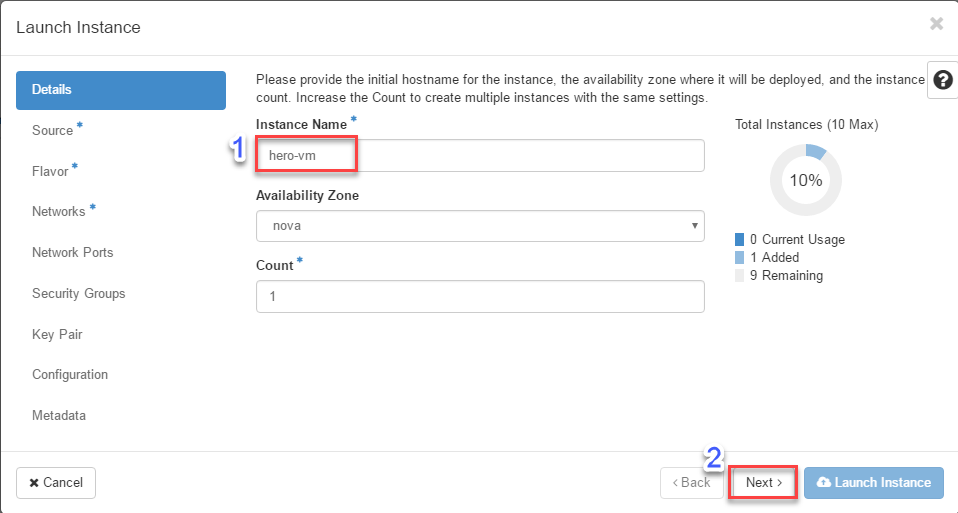 Launch Instance
×
Details
Source *
Flavor *
Networks *
Network Ports
Security Groups
Key Pair
Configuration
Metadata
Please provide the initial hostname for the instance, the availability zone where it will be deployed, and the instance
count. Increase the Count to create multiple instances with the same settings.
?
Instance Name *
1
hero-vm
Availability Zone
nova
Count *
1
Total Instances (10 Max)
10%
0 Current Usage
1 Added
9 Remaining
2
× Cancel
< Back
Next >
Launch Instance